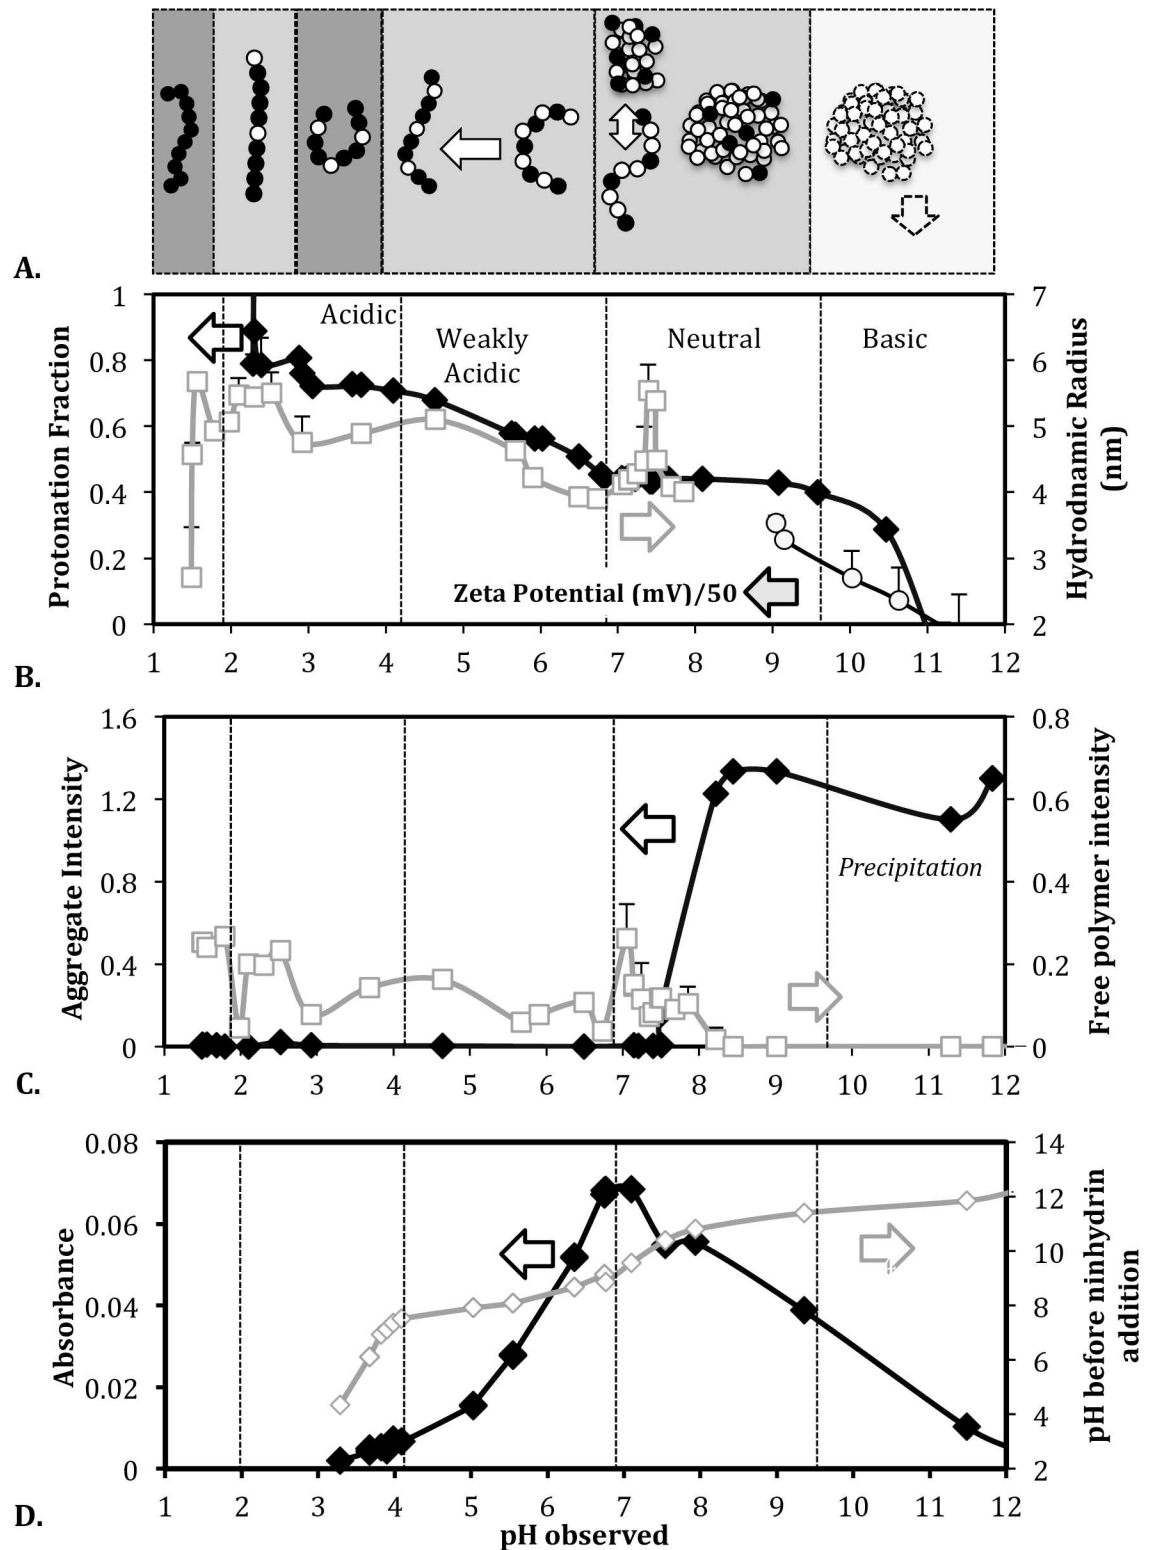 A.
1
0.8
0.6
0.4
0.2
0
Protonation Fraction
Acidic
Weakly
Acidic
Neutral
Basic
Zeta Potential (mV)/50
7
6
5
4
3
2
Hydrodnamic Radius
(nm)
1 2 3 4 5 6 7 8 9 10 11 12
B.
1.6
1.2
0.8
0.4
0
Aggregate Intensity
Precipitation
0.8
0.6
0.4
0.2
0
Free polymer intensity
1 2 3 4 5 6 7 8 9 10 11 12
C.
0.08
0.06
0.04
0.02
0
Absorbance
14
12
10
8
6
4
2
pH before ninhydrin
addition
1 2 3 4 5 6 7 8 9 10 11 12
D.
pH observed